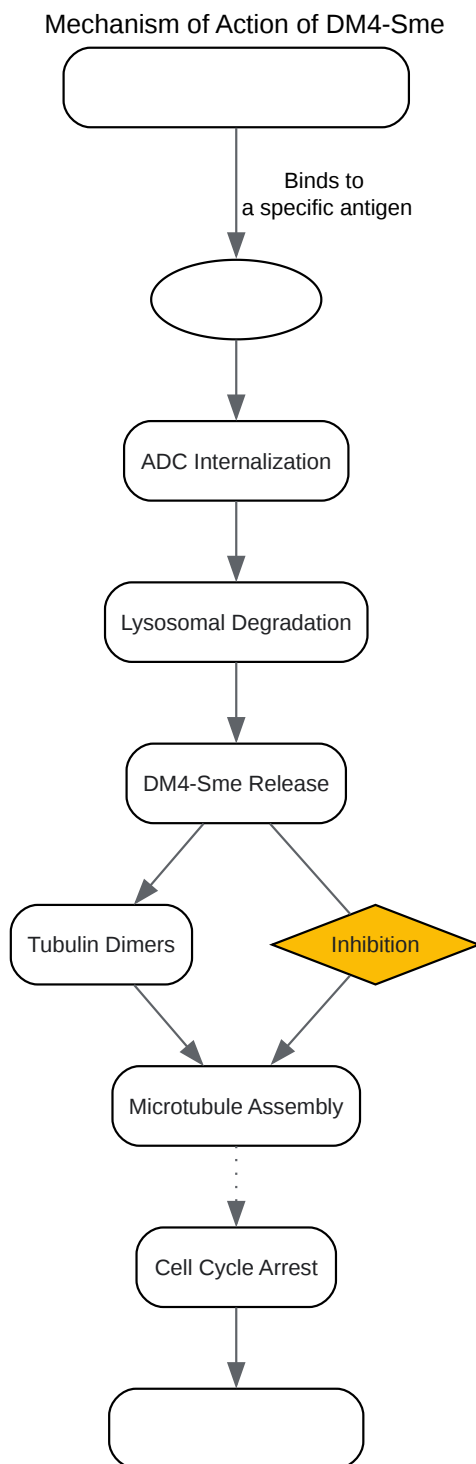 Mechanism of Action of DM4-Sme
Binds to
a specific antigen
ADC Internalization
Lysosomal Degradation
DM4-Sme Release
Tubulin Dimers
Inhibition
Microtubule Assembly
Cell Cycle Arrest